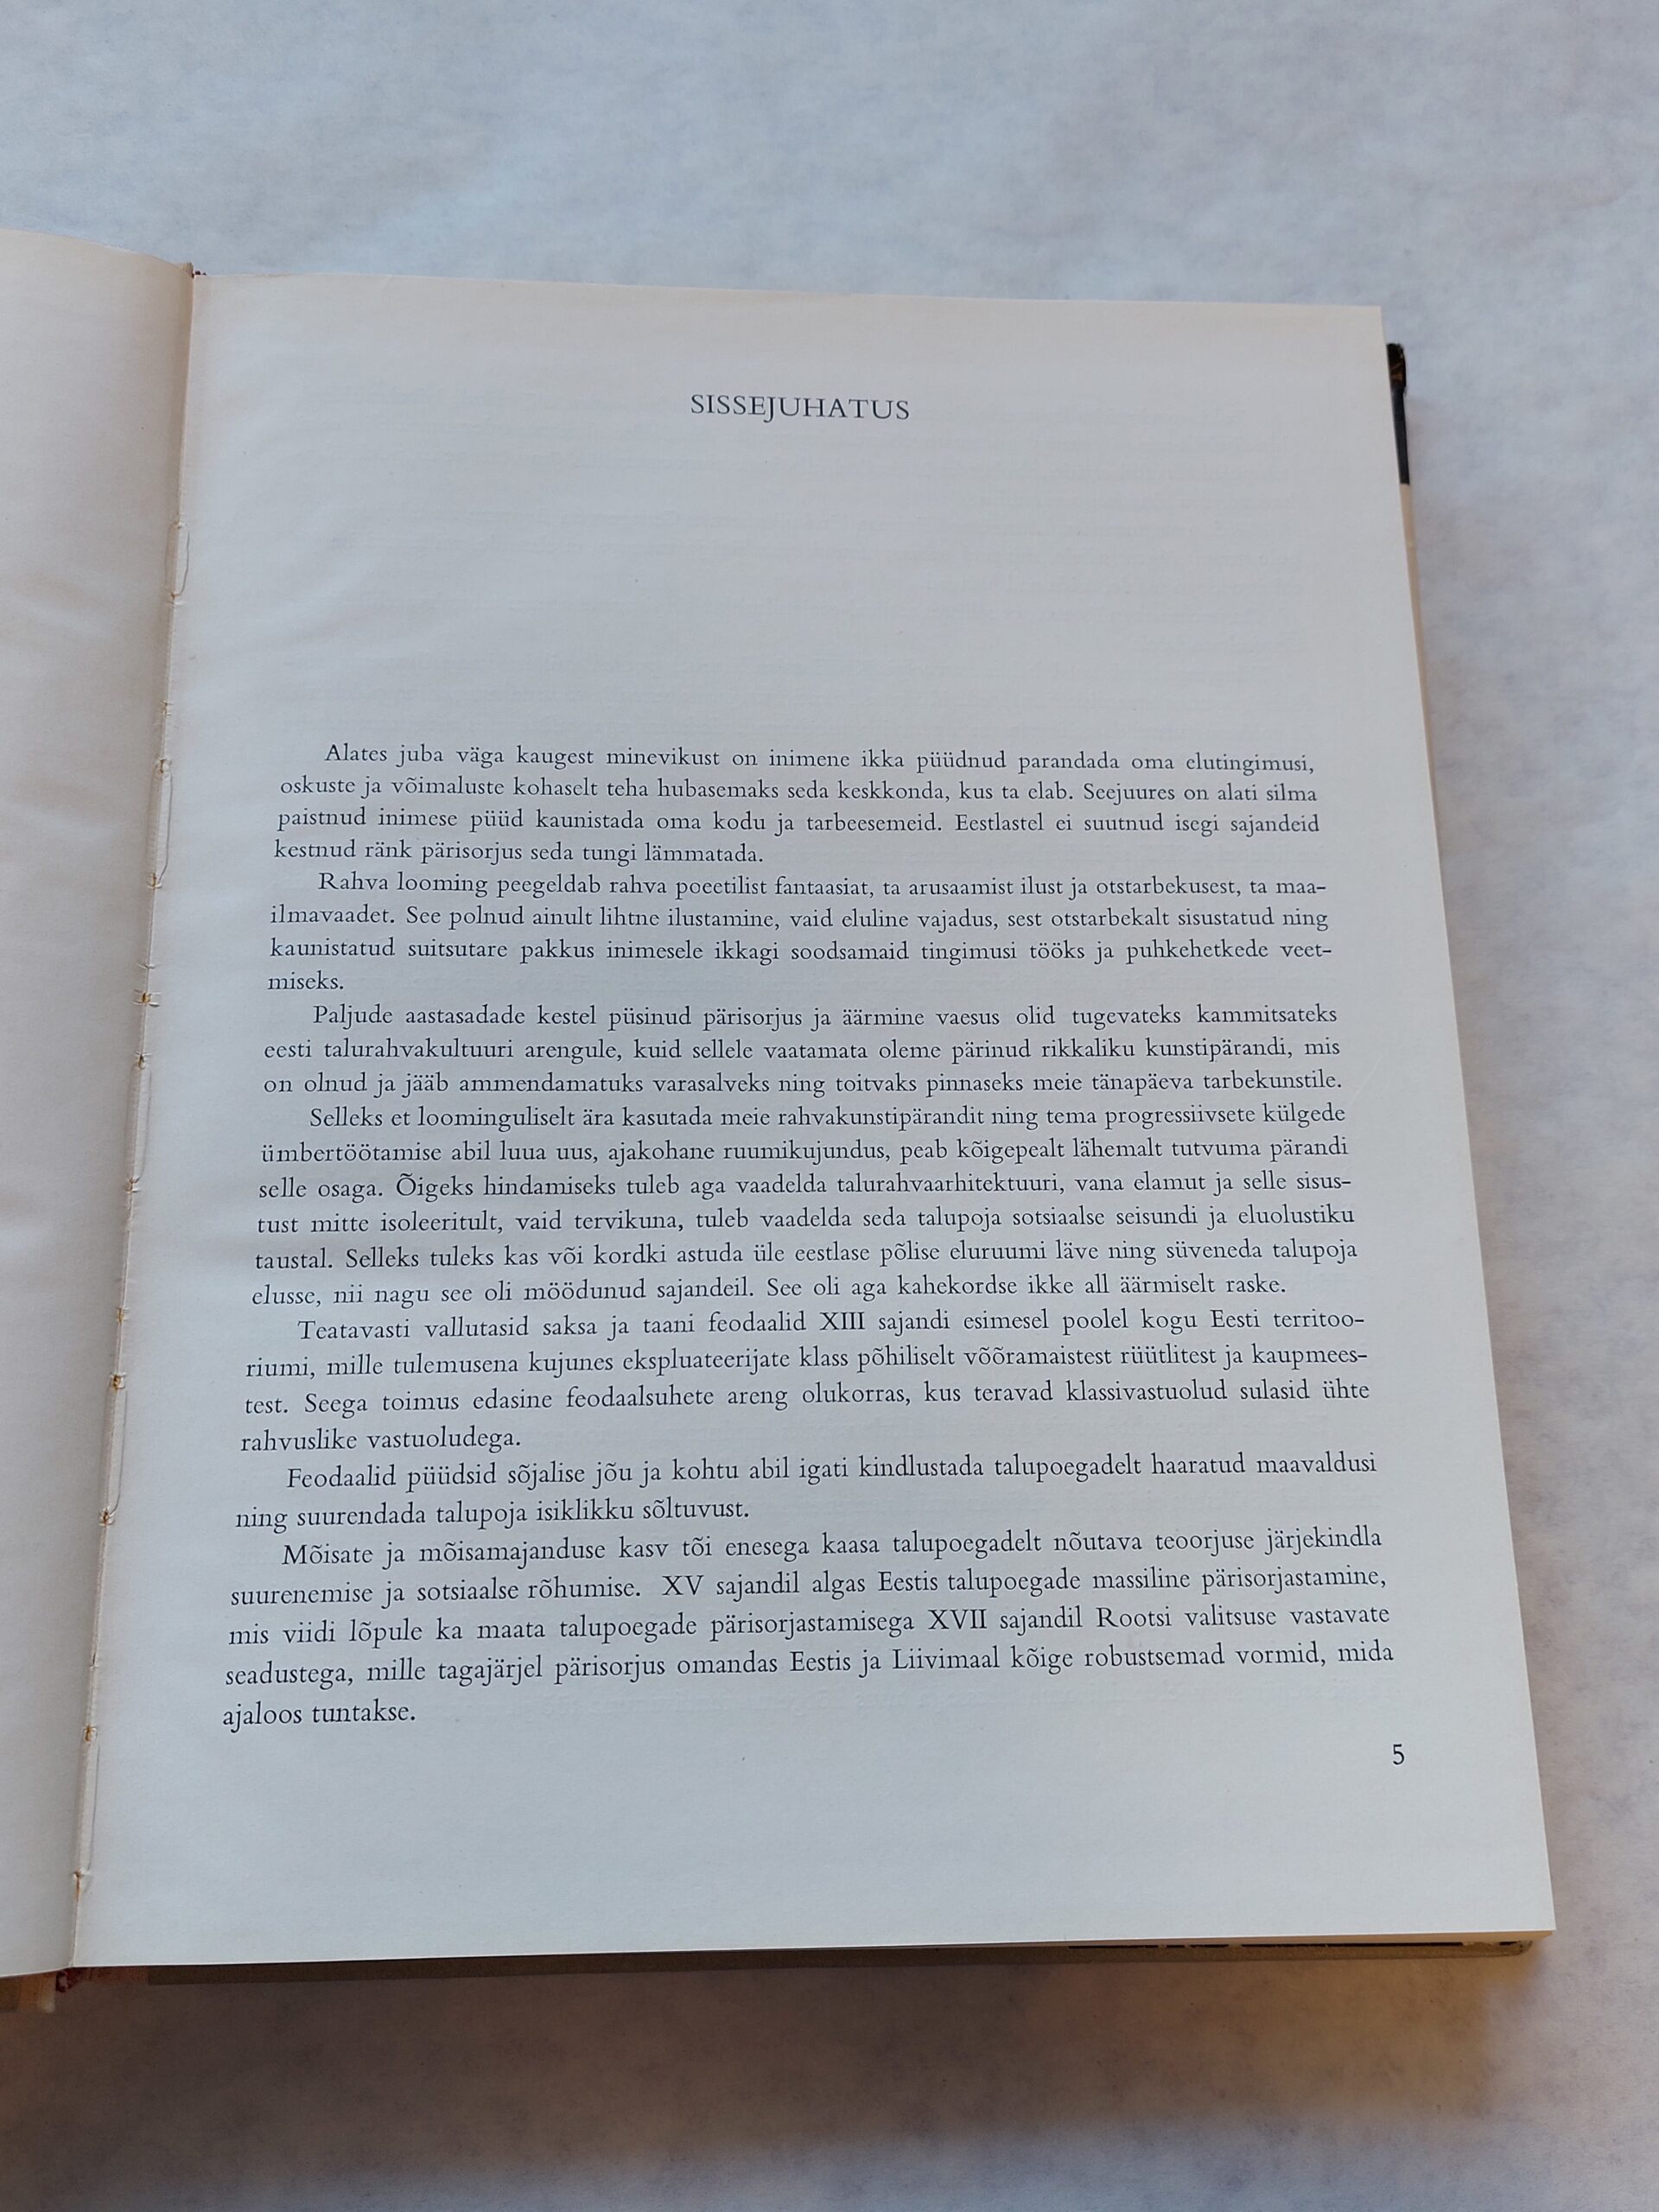 SISSEJUHATUS
Alates juba väga kaugest minevikust on inimene ikka püüdnud parandada oma elutingimusi,
oskuste ja võimaluste kohaselt teha hubasemaks seda keskkonda, kus ta elab. Seejuures on alati silma
paistnud inimese püüd kaunistada oma kodu ja tarbeesemeid. Eestlastel ei suutnud isegi sajandeid
kestnud ränk pärisorjus seda tungi lämmatada.
Rahva looming peegeldab rahva poeetilist fantaasiat, ta arusaamist ilust ja otstarbekusest, ta maa-
ilmavaadet. See polnud ainult lihtne ilustamine, vaid eluline vajadus, sest otstarbekalt sisustatud ning
kaunistatud suitsutare pakkus inimesele ikkagi soodsamaid tingimusi tööks ja puhkehetkede veet-
miseks.
Paljude aastasadade kestel püsinud pärisorjus ja äärmine vaesus olid tugevateks kammitsateks
eesti talurahvakultuuri arengule, kuid sellele vaatamata oleme pärinud rikkaliku kunstipärandi, mis
on olnud ja jääb ammendamatuks varasalveks ning toitvaks pinnaseks meie tänapäeva tarbekunstile.
Selleks et loominguliselt ära kasutada meie rahvakunstipärandit ning tema progressiivsete külgede
ümbertöötamise abil luua uus, ajakohane ruumikujundus, peab kõigepealt lähemalt tutvuma pärandi
selle osaga. Õigeks hindamiseks tuleb aga vaadelda talurahvaarhitektuuri, vana elamut ja selle sisus-
tust mitte isoleeritult, vaid tervikuna, tuleb vaadelda seda talupoja sotsiaalse seisundi ja eluolustiku
taustal. Selleks tuleks kas või kordki astuda üle eestlase põlise eluruumi läve ning süveneda talupoja
elusse, nii nagu see oli möödunud sajandeil. See oli aga kahekordse ikke all äärmiselt raske.
Teatavasti vallutasid saksa ja taani feodaalid XIII sajandi esimesel poolel kogu Eesti territoo-
riumi, mille tulemusena kujunes ekspluateerijate klass põhiliselt võõramaistest rüütlitest ja kaupmees-
test. Seega toimus edasine feodaalsuhete areng olukorras, kus teravad klassivastuolud sulasid ühte
rahvuslike vastuoludega.
Feodaalid püüdsid sõjalise jõu ja kohtu abil igati kindlustada talupoegadelt haaratud maavaldusi
ning suurendada talupoja isiklikku sõltuvust.
Mõisate ja mõisamajanduse kasv tõi enesega kaasa talupoegadelt nõutava teoorjuse järjekindla
suurenemise ja sotsiaalse rõhumise. XV sajandil algas Eestis talupoegade massiline pärisorjastamine,
mis viidi lõpule ka maata talupoegade pärisorjastamisega XVII sajandil Rootsi valitsuse vastavate
seadustega, mille tagajärjel pärisorjus omandas Eestis ja Liivimaal kõige robustsemad vormid, mida
ajaloos tuntakse.
5